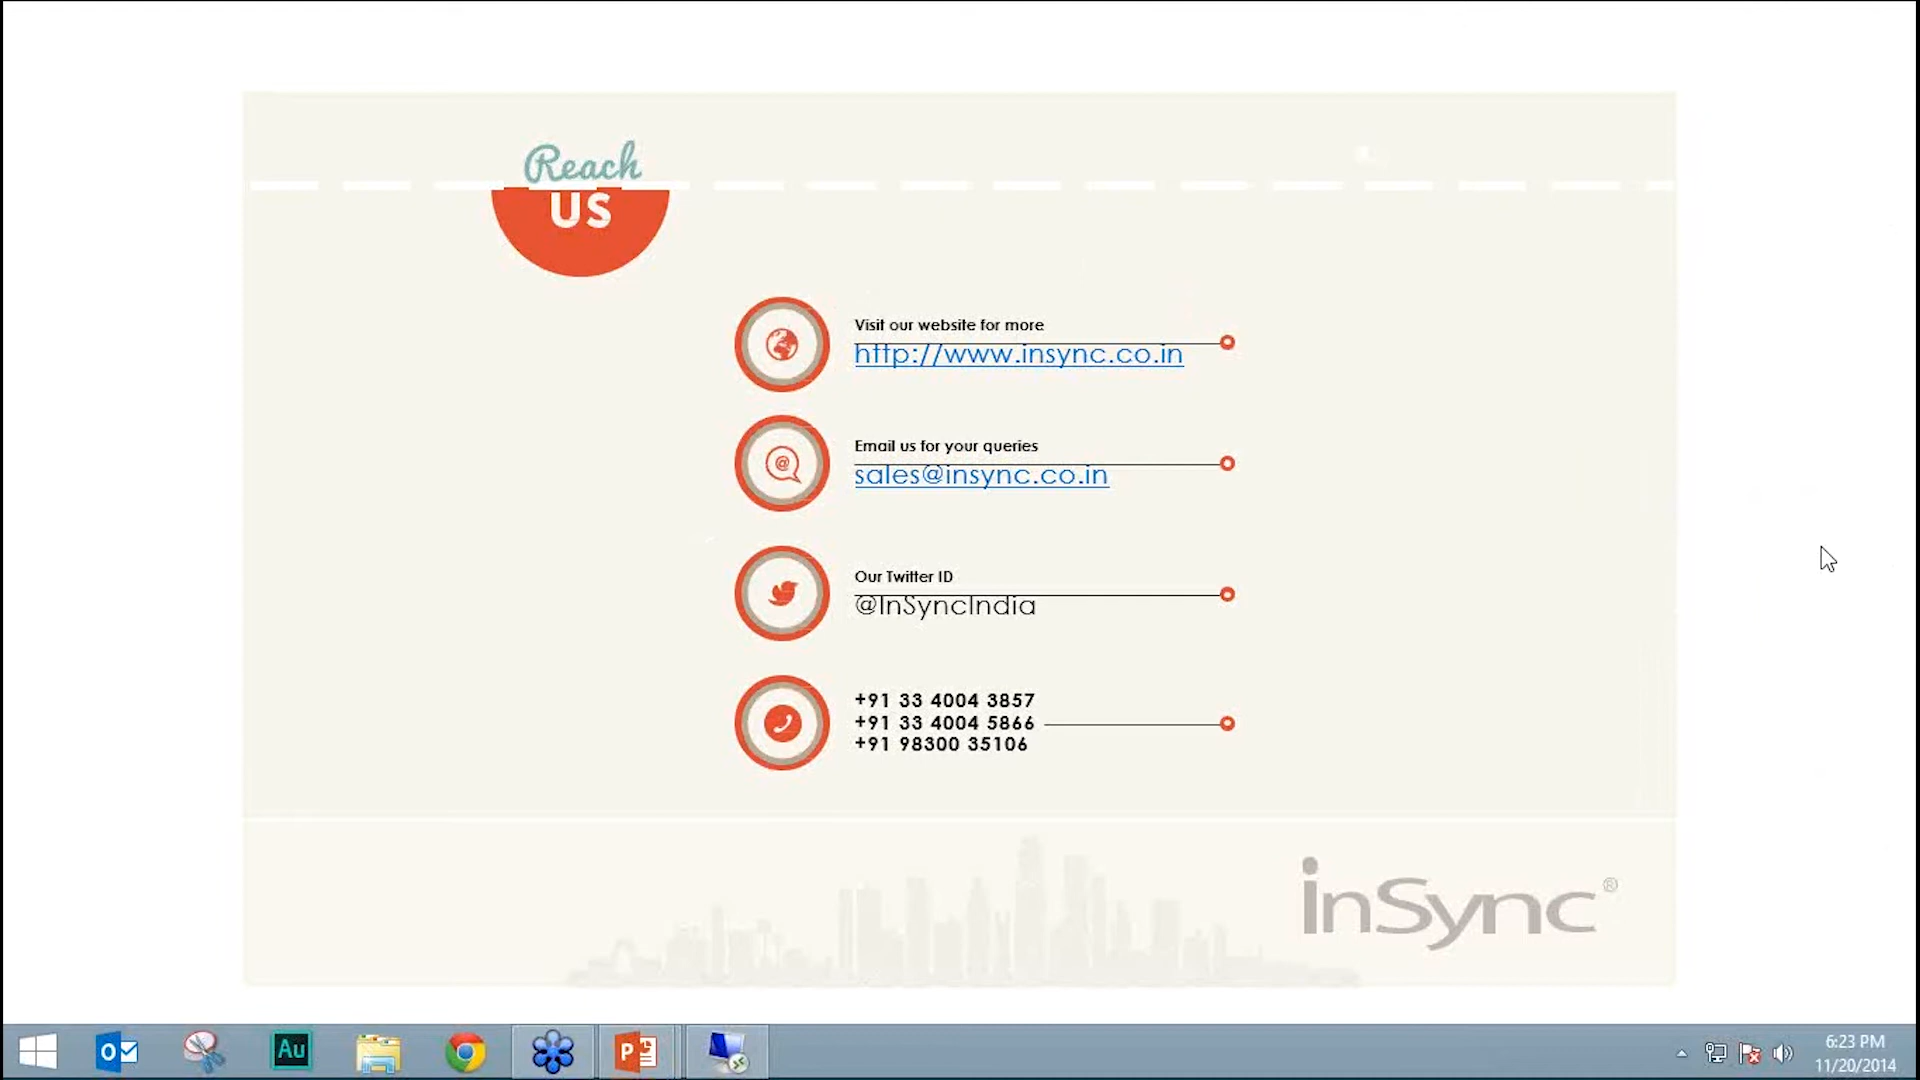 Reach
US
Visit our website for more
http://www.insync.co.in
Email us for your queries
sales@insync.co.in
Our Twitter ID
@InSyncIndia
+91 33 4004 3857
+91 33 4004 5866
+91 98300 35106
inSync®
Au
6:23 PM
11/20/2014